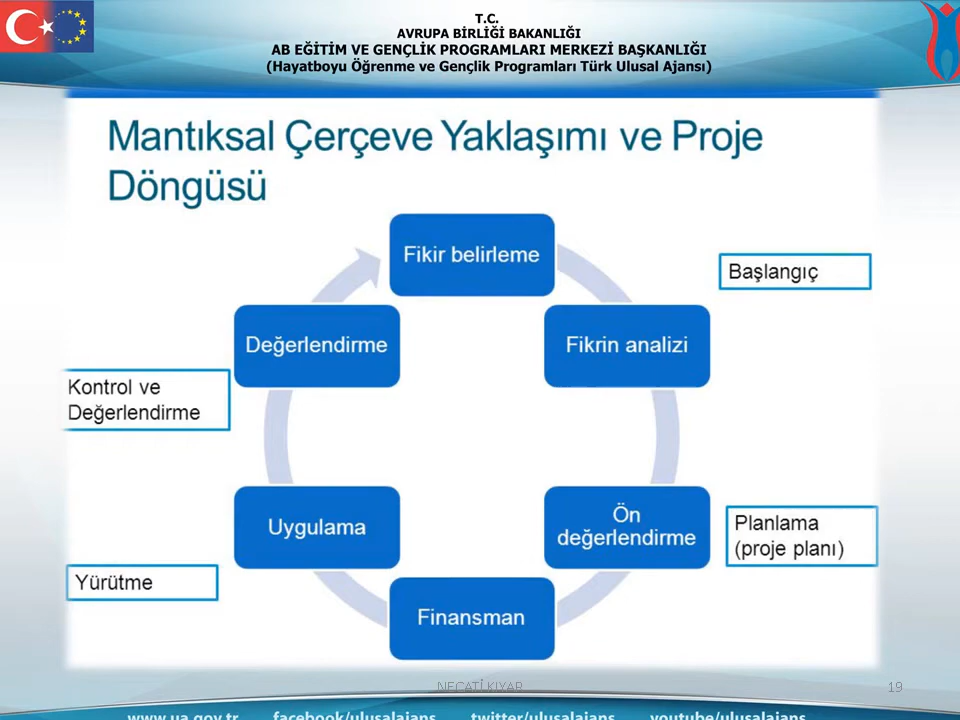 T.C.
AVRUPA BİRLİĞİ BAKANLIĞI
AB EĞİTİM VE GENÇLİK PROGRAMLARI MERKEZİ BAŞKANLIĞI
(Hayatboyu Öğrenme ve Gençlik Programları Türk Ulusal Ajansı)
Mantıksal Çerçeve Yaklaşımı ve Proje
Döngüsü
Fikir belirleme
Başlangıç
Değerlendirme
Fikrin analizi
Kontrol ve
Değerlendirme
Uygulama
Ön
değerlendirme
Planlama
(proje planı)
Yürütme
Finansman
NECATİ KIYAR
19
www.ua.gov.tr facebook/ulusalajans twitter/ulusalajans youtube/ulusalajans